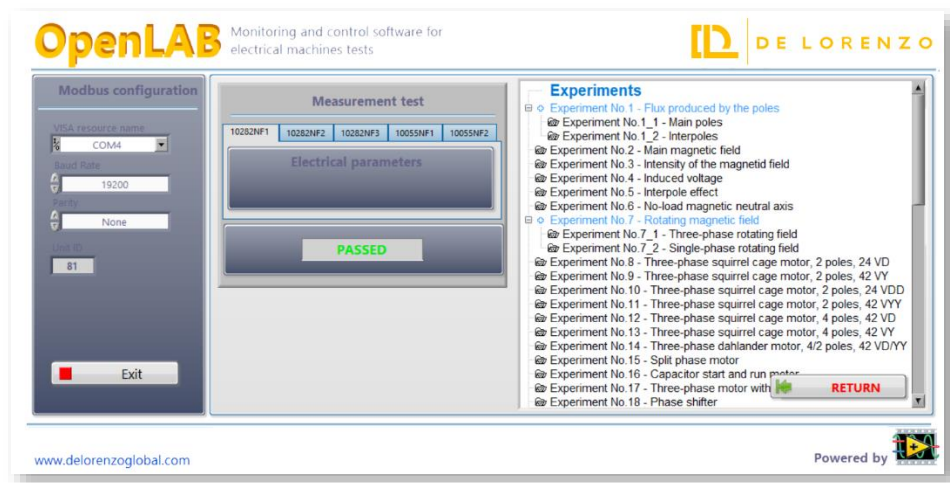 OpenLAB
Monitoring and control software for
electrical machines tests
DE LORENZO
Modbus configuration
VISA resource name
COM4
Baud Rate
19200
Parity
None
Unit ID
81
Exit
Measurement test
10282NF1 10282NF2 10282NF3 10055NF1 10055NF2
Electrical parameters
PASSED
Experiments
Experiment No.1 - Flux produced by the poles
Experiment No.1_1 - Main poles
Experiment No.1_2 - Interpoles
Experiment No.2 - Main magnetic field
Experiment No.3 - Intensity of the magnetid field
Experiment No.4 - Induced voltage
Experiment No.5 - Interpole effect
Experiment No.6 - No-load magnetic neutral axis
Experiment No.7 - Rotating magnetic field
Experiment No.7_1 - Three-phase rotating field
Experiment No.7_2 - Single-phase rotating field
Experiment No.8 - Three-phase squirrel cage motor, 2 poles, 24 VD
Experiment No.9 - Three-phase squirrel cage motor, 2 poles, 42 VY
Experiment No.10 - Three-phase squirrel cage motor, 2 poles, 24 VDD
Experiment No.11 - Three-phase squirrel cage motor, 2 poles, 42 VYY
Experiment No.12 - Three-phase squirrel cage motor, 4 poles, 42 VD
Experiment No.13 - Three-phase squirrel cage motor, 4 poles, 42 VY
Experiment No.14 - Three-phase dahlander motor, 4/2 poles, 42 VD/YY
Experiment No.15 - Split phase motor
Experiment No.16 - Capacitor start and run motor
Experiment No.17 - Three-phase motor with
Experiment No.18 - Phase shifter
RETURN
www.delorenzoglobal.com
Powered by